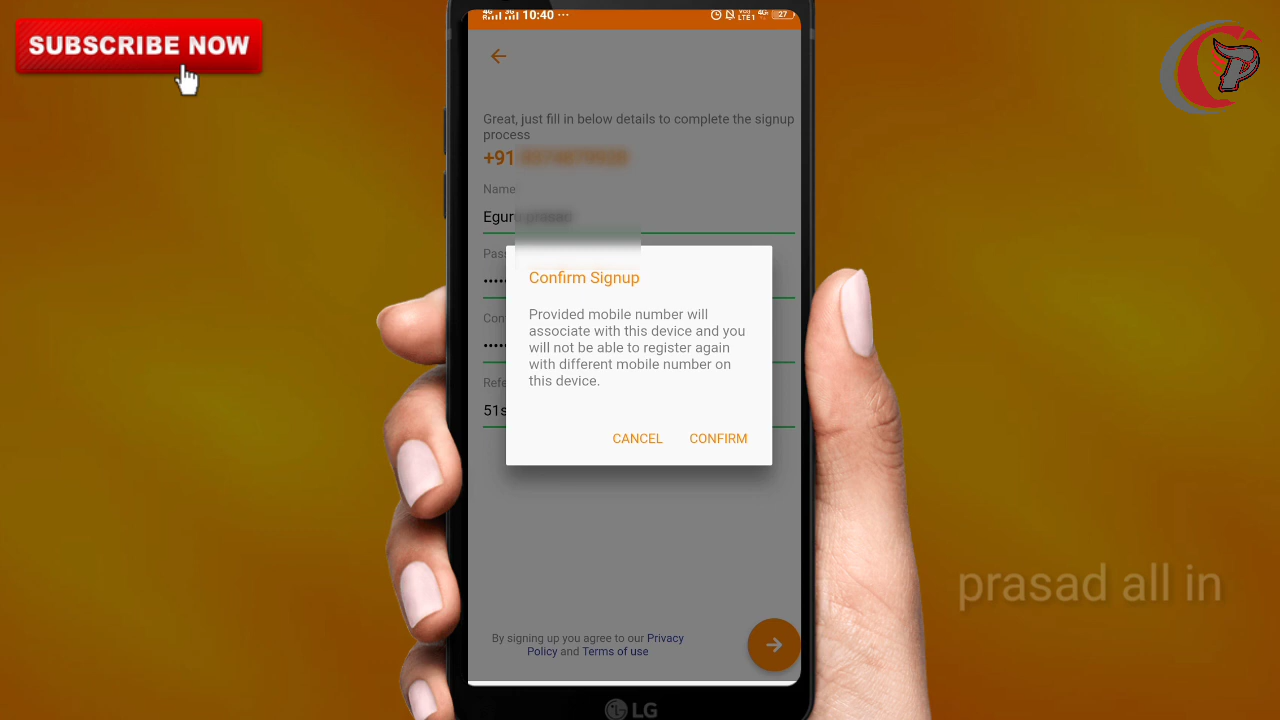 SUBSCRIBE NOW
10:40
27
Great, just fill in below details to complete the signup
process
+91
Name
Eguru prasad
Confirm Signup
Provided mobile number will
associate with this device and you
will not be able to register again
with different mobile number on
this device.
51s
CANCEL CONFIRM
By signing up you agree to our Privacy
Policy and Terms of use
LG
prasad all in